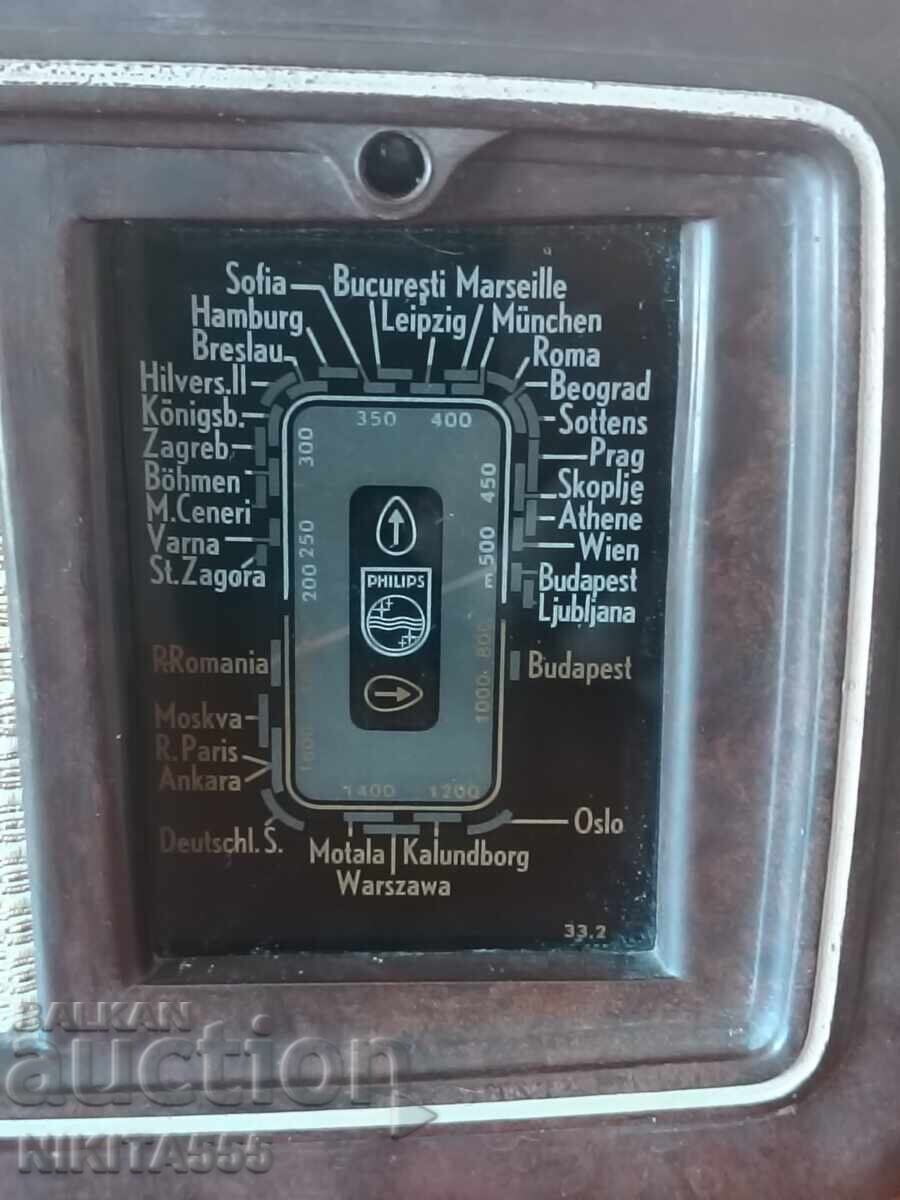 Sofia
Bucureşti Marseille
Hamburg
Leipzig
München
Breslau
Roma
Hilvers.II
Beograd
Königsb.
Sottens
Zagreb
Prag
Böhmen
Skoplje
M.Ceneri
Athene
Varna
Wien
St.Zagora
Budapest
Ljubljana
350 400
300
450
250
500
200
m
PHILIPS
R.Romania
Budapest
800
Moskva
1000
R.Paris
Ankara
1400 1200
Deutschl.S.
Oslo
Motala Kalundborg
Warszawa
33.2
BALKAN
auction
NIKITA555